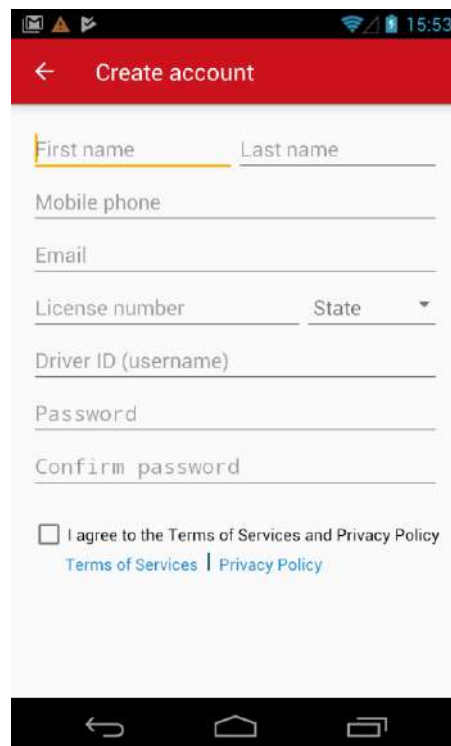 15:53
Create account
First name Last name
Mobile phone
Email
License number State
Driver ID (username)
Password
Confirm password
I agree to the Terms of Services and Privacy Policy
Terms of Services | Privacy Policy